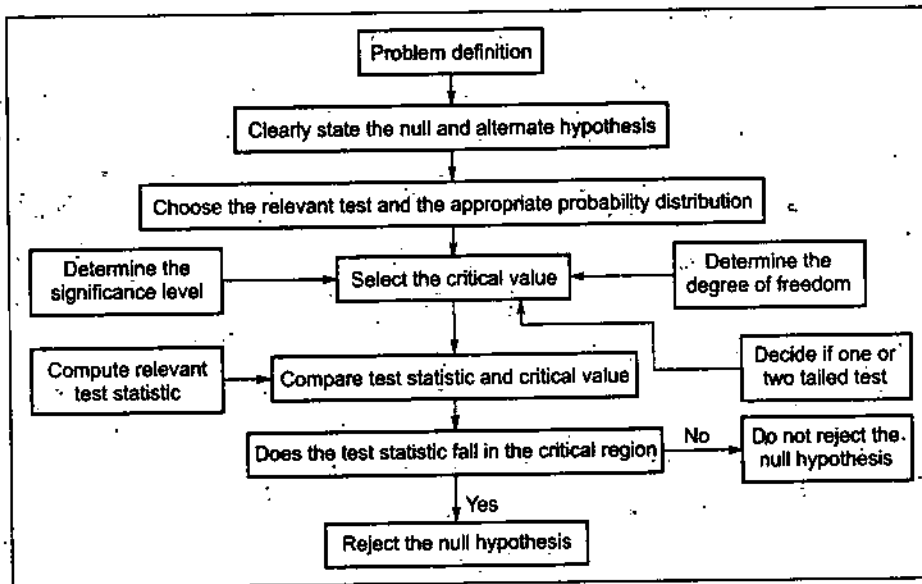 Problem definition
Clearly state the null and alternate hypothesis
Choose the relevant test and the appropriate probability distribution
Determine the
significance level
Select the critical value
Determine the
degree of freedom
Compute relevant
test statistic
Compare test statistic and critical value
Decide if one or
two tailed test
Does the test statistic fall in the critical region
No
Do not reject the
null hypothesis
Yes
Reject the null hypothesis